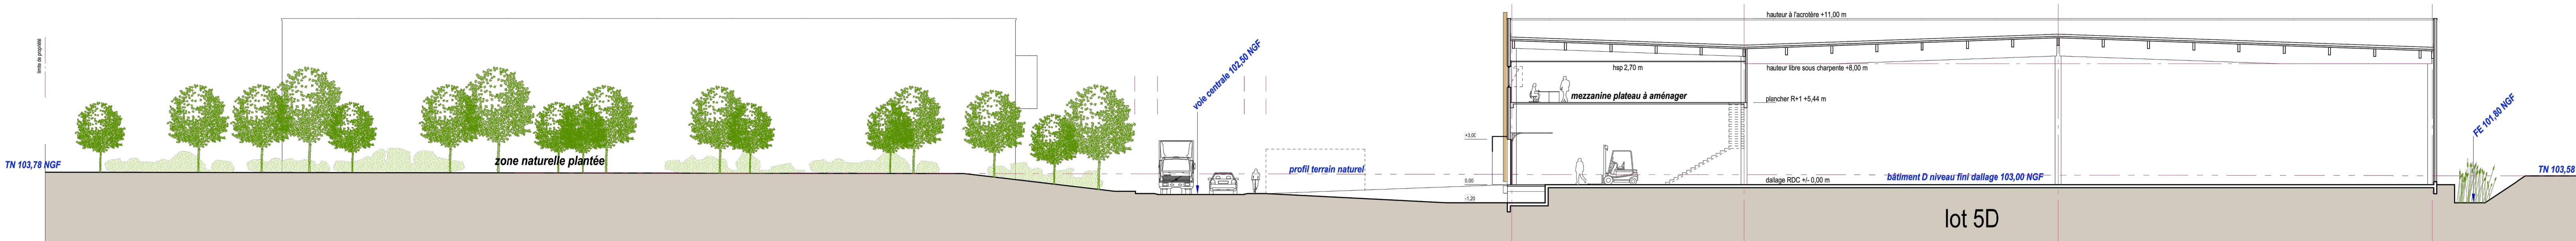 limite de propriété
TN 103,78 NGF
zone naturelle plantée
voie centrale 102,50 NGF
profil terrain naturel
+3,00
0.00
-1,20
hauteur à l'acrotère +11,00 m
hsp 2,70 m
hauteur libre sous charpente +8,00 m
mezzanine plateau à aménager
plancher R+1 +5,44 m
dallage RDC +/- 0,00 m
bâtiment D niveau fini dallage 103,00 NGF
lot 5D
FE 101,80 NGF
TN 103,58